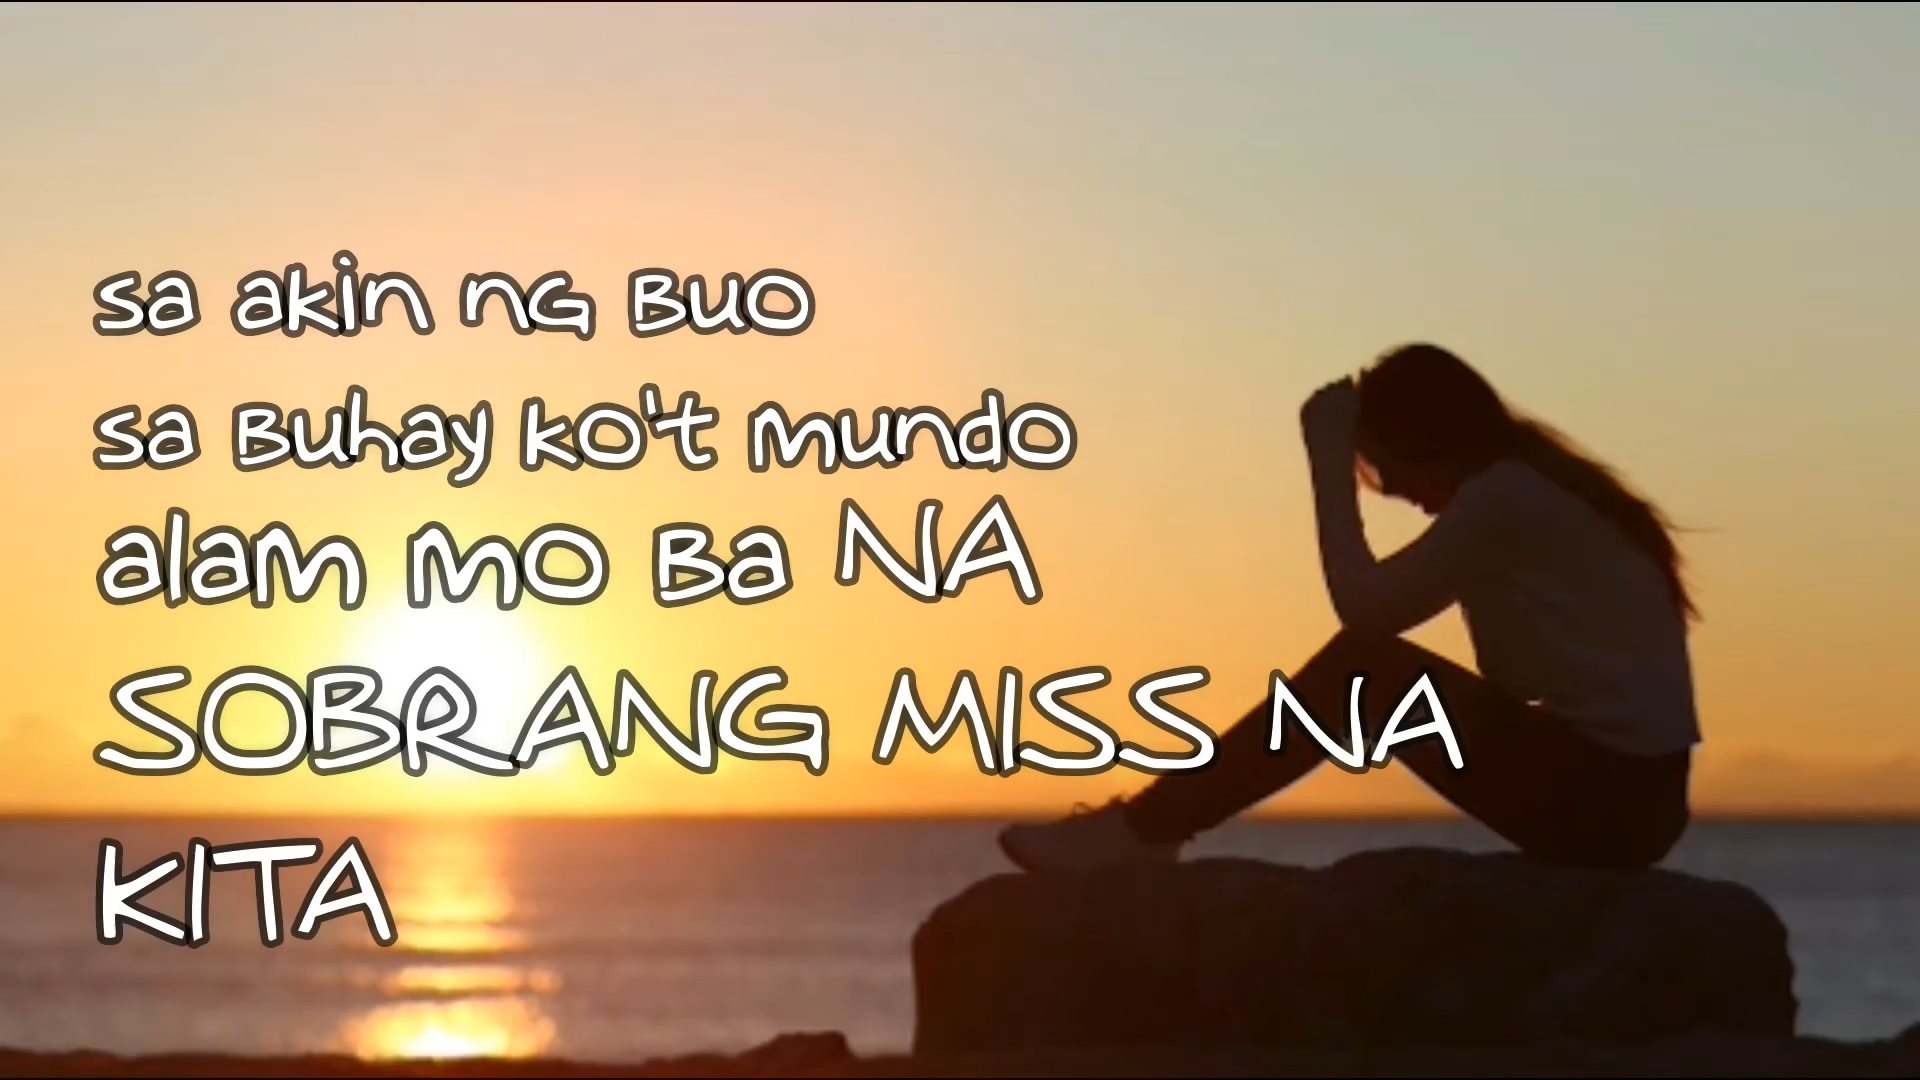 sa akin ng buo
sa buhay ko't mundo
alam mo ba NA
SOBRANG MISS NA
KITA